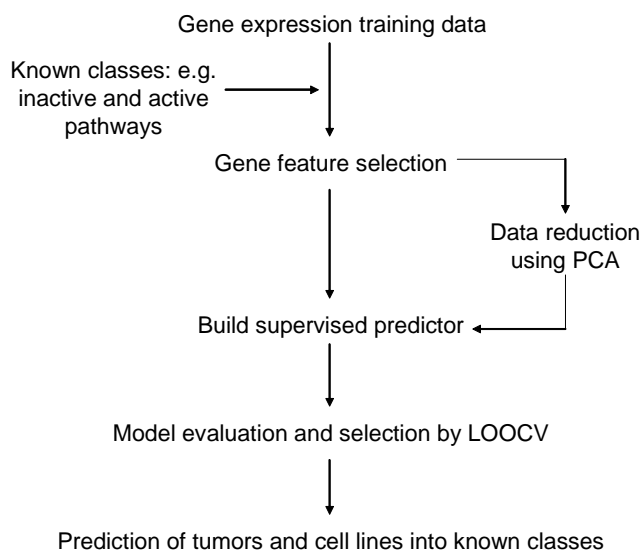 Gene expression training data
Known classes: e.g.
inactive and active
pathways
Gene feature selection
Data reduction
using PCA
Build supervised predictor
Model evaluation and selection by LOOCV
Prediction of tumors and cell lines into known classes